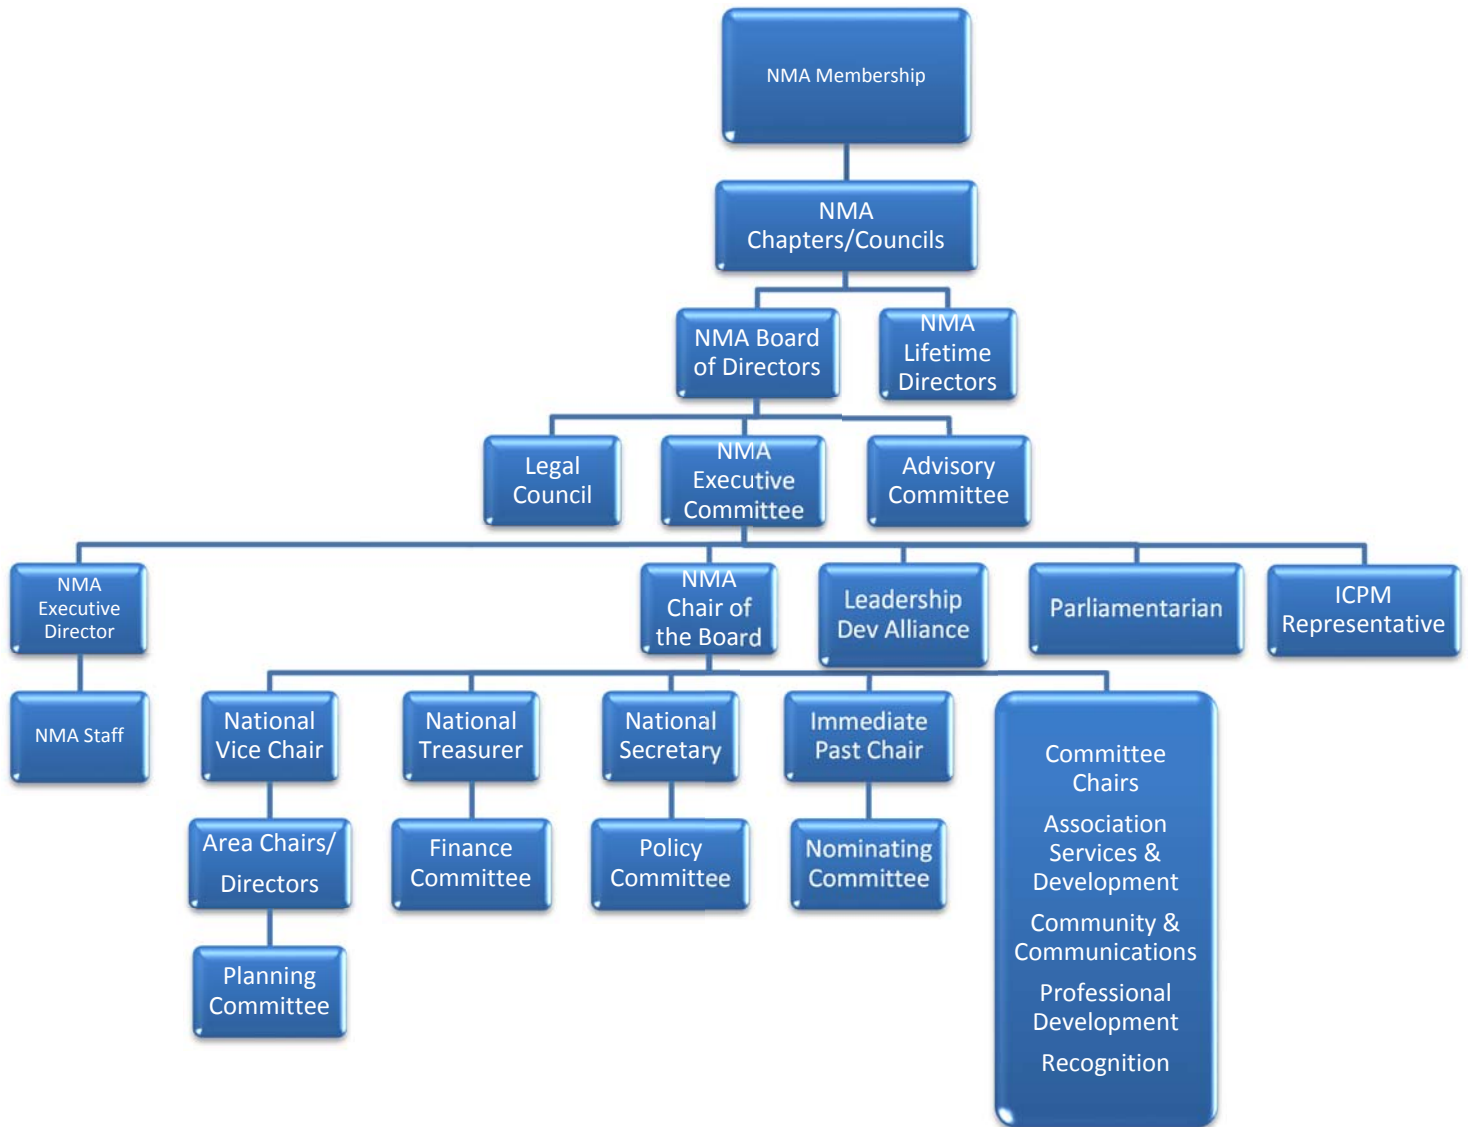 NMA Membership
NMA
Chapters/Councils
NMA Board
of Directors
NMA
Lifetime
Directors
Legal
Council
NMA
Executive
Committee
Advisory
Committee
NMA
Executive
Director
NMA
Chair of
the Board
Leadership
Dev Alliance
Parliamentarian
ICPM
Representative
NMA Staff
National
Vice Chair
National
Treasurer
National
Secretary
Immediate
Past Chair
Committee
Chairs
Association
Services &
Development
Community &
Communications
Professional
Development
Recognition
Area Chairs/
Directors
Finance
Committee
Policy
Committee
Nominating
Committee
Planning
Committee